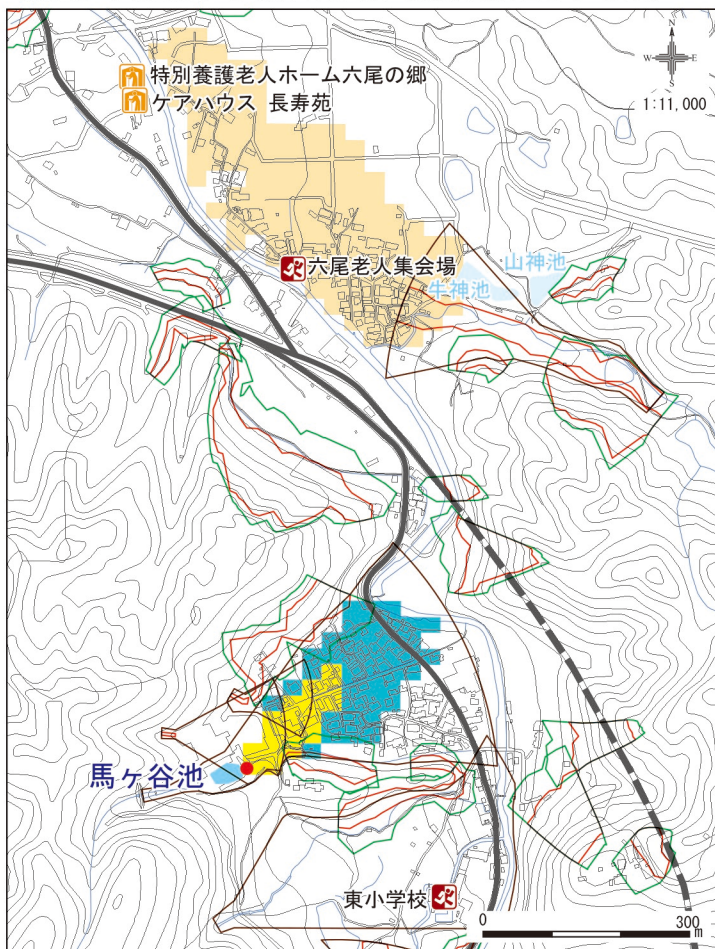 特別養護老人ホーム六尾の郷
ケアハウス 長寿苑
N
W E
S
1:11,000
六尾老人集会場
山神池
牛神池
馬ヶ谷池
東小学校
0 300
m